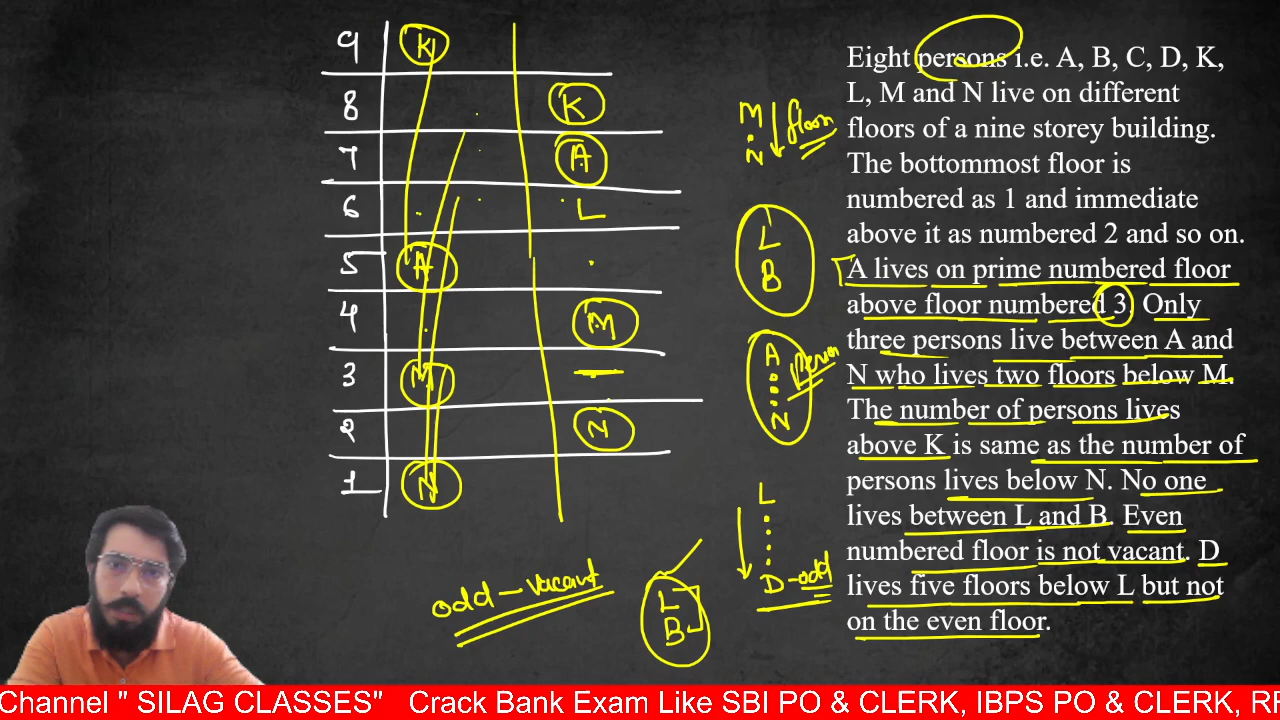 9 K
8 K
7 A
6 L
5 A
4 M
3 M —
2 N
1 N
M
.
N
floor
L
B
A
N
Person
L
D-odd
odd - vacant
L
B
Eight persons i.e. A, B, C, D, K,
L, M and N live on different
floors of a nine storey building.
The bottommost floor is
numbered as 1 and immediate
above it as numbered 2 and so on.
A lives on prime numbered floor
above floor numbered 3. Only
three persons live between A and
N who lives two floors below M.
The number of persons lives
above K is same as the number of
persons lives below N. No one
lives between L and B. Even
numbered floor is not vacant. D
lives five floors below L but not
on the even floor.
Channel " SILAG CLASSES" Crack Bank Exam Like SBI PO & CLERK, IBPS PO & CLERK,